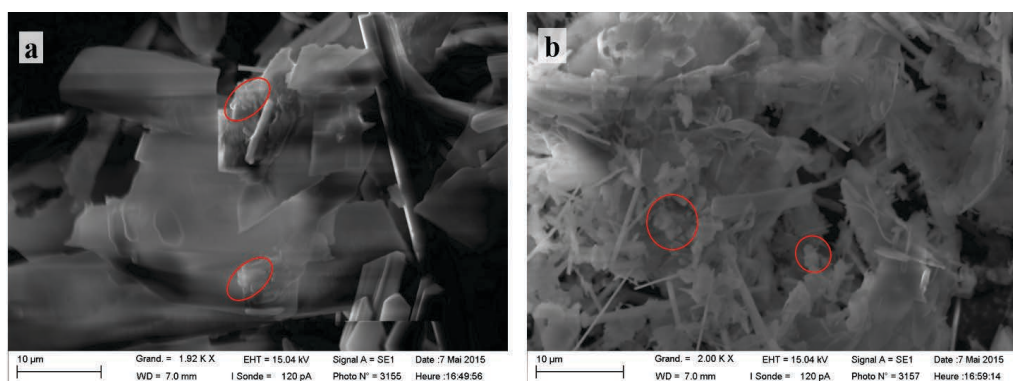 a
10 µm
Grand. = 1.92 K X
EHT = 15.04 kV
Signal A = SE1
Date :7 Mai 2015
WD = 7.0 mm
I Sonde = 120 pA
Photo N° = 3155
Heure :16:49:56
b
10 µm
Grand. = 2.00 K X
EHT = 15.04 kV
Signal A = SE1
Date :7 Mai 2015
WD = 7.0 mm
I Sonde = 120 pA
Photo N° = 3157
Heure :16:59:14